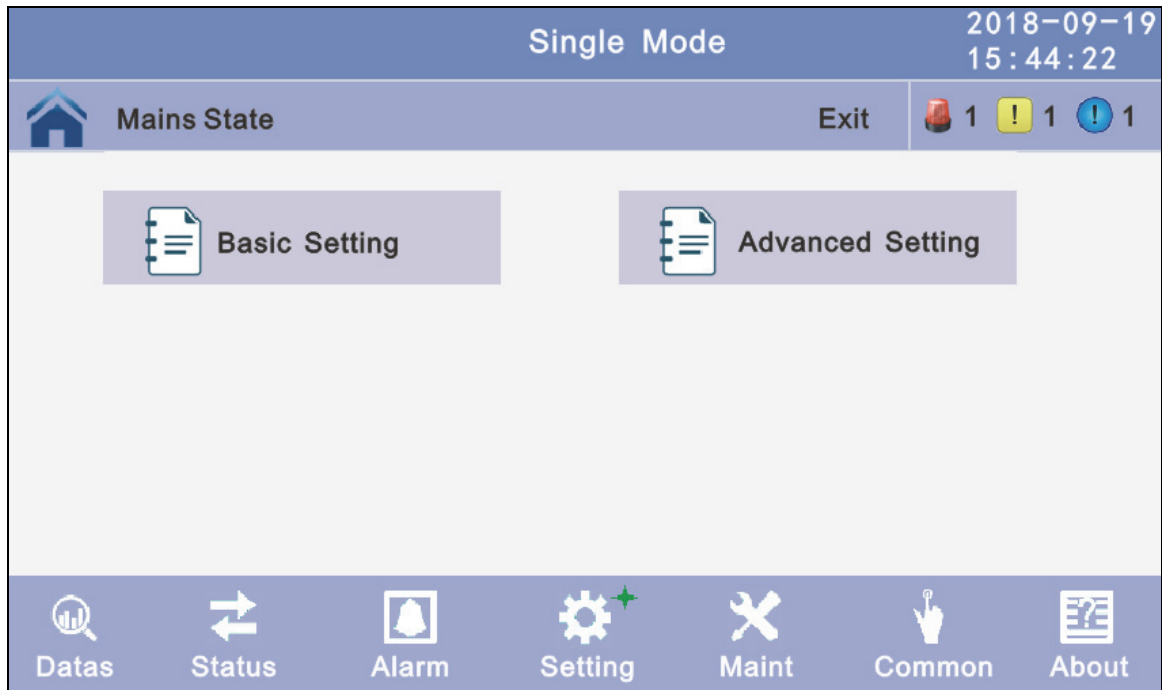 Single Mode
2018-09-19
15:44:22
Mains State
Exit
1
! 1
! 1
Basic Setting
Advanced Setting
Datas
Status
Alarm
Setting
Maint
Common
About